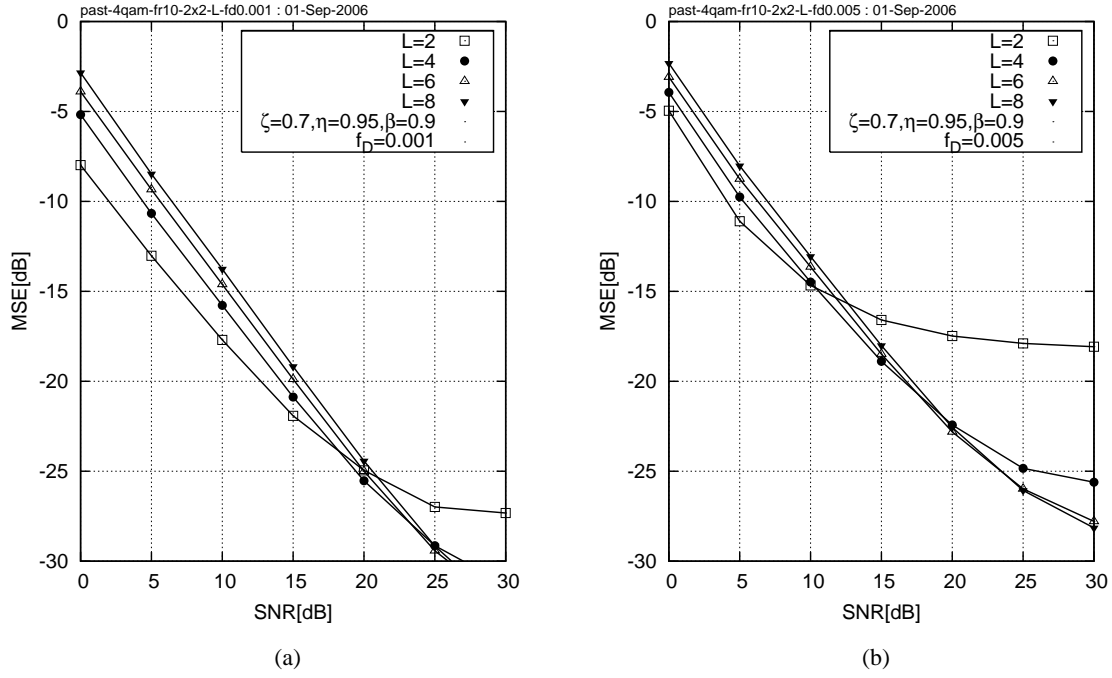 past-4qam-fr10-2x2-L-fd0.001 : 01-Sep-2006
0
-5
-10
-15
-20
-25
-30
MSE[dB]
L=2
L=4
L=6
L=8
ζ=0.7,η=0.95,β=0.9
f_D=0.001
0 5 10 15 20 25 30
SNR[dB]
(a)
past-4qam-fr10-2x2-L-fd0.005 : 01-Sep-2006
0
-5
-10
-15
-20
-25
-30
MSE[dB]
L=2
L=4
L=6
L=8
ζ=0.7,η=0.95,β=0.9
f_D=0.005
0 5 10 15 20 25 30
SNR[dB]
(b)